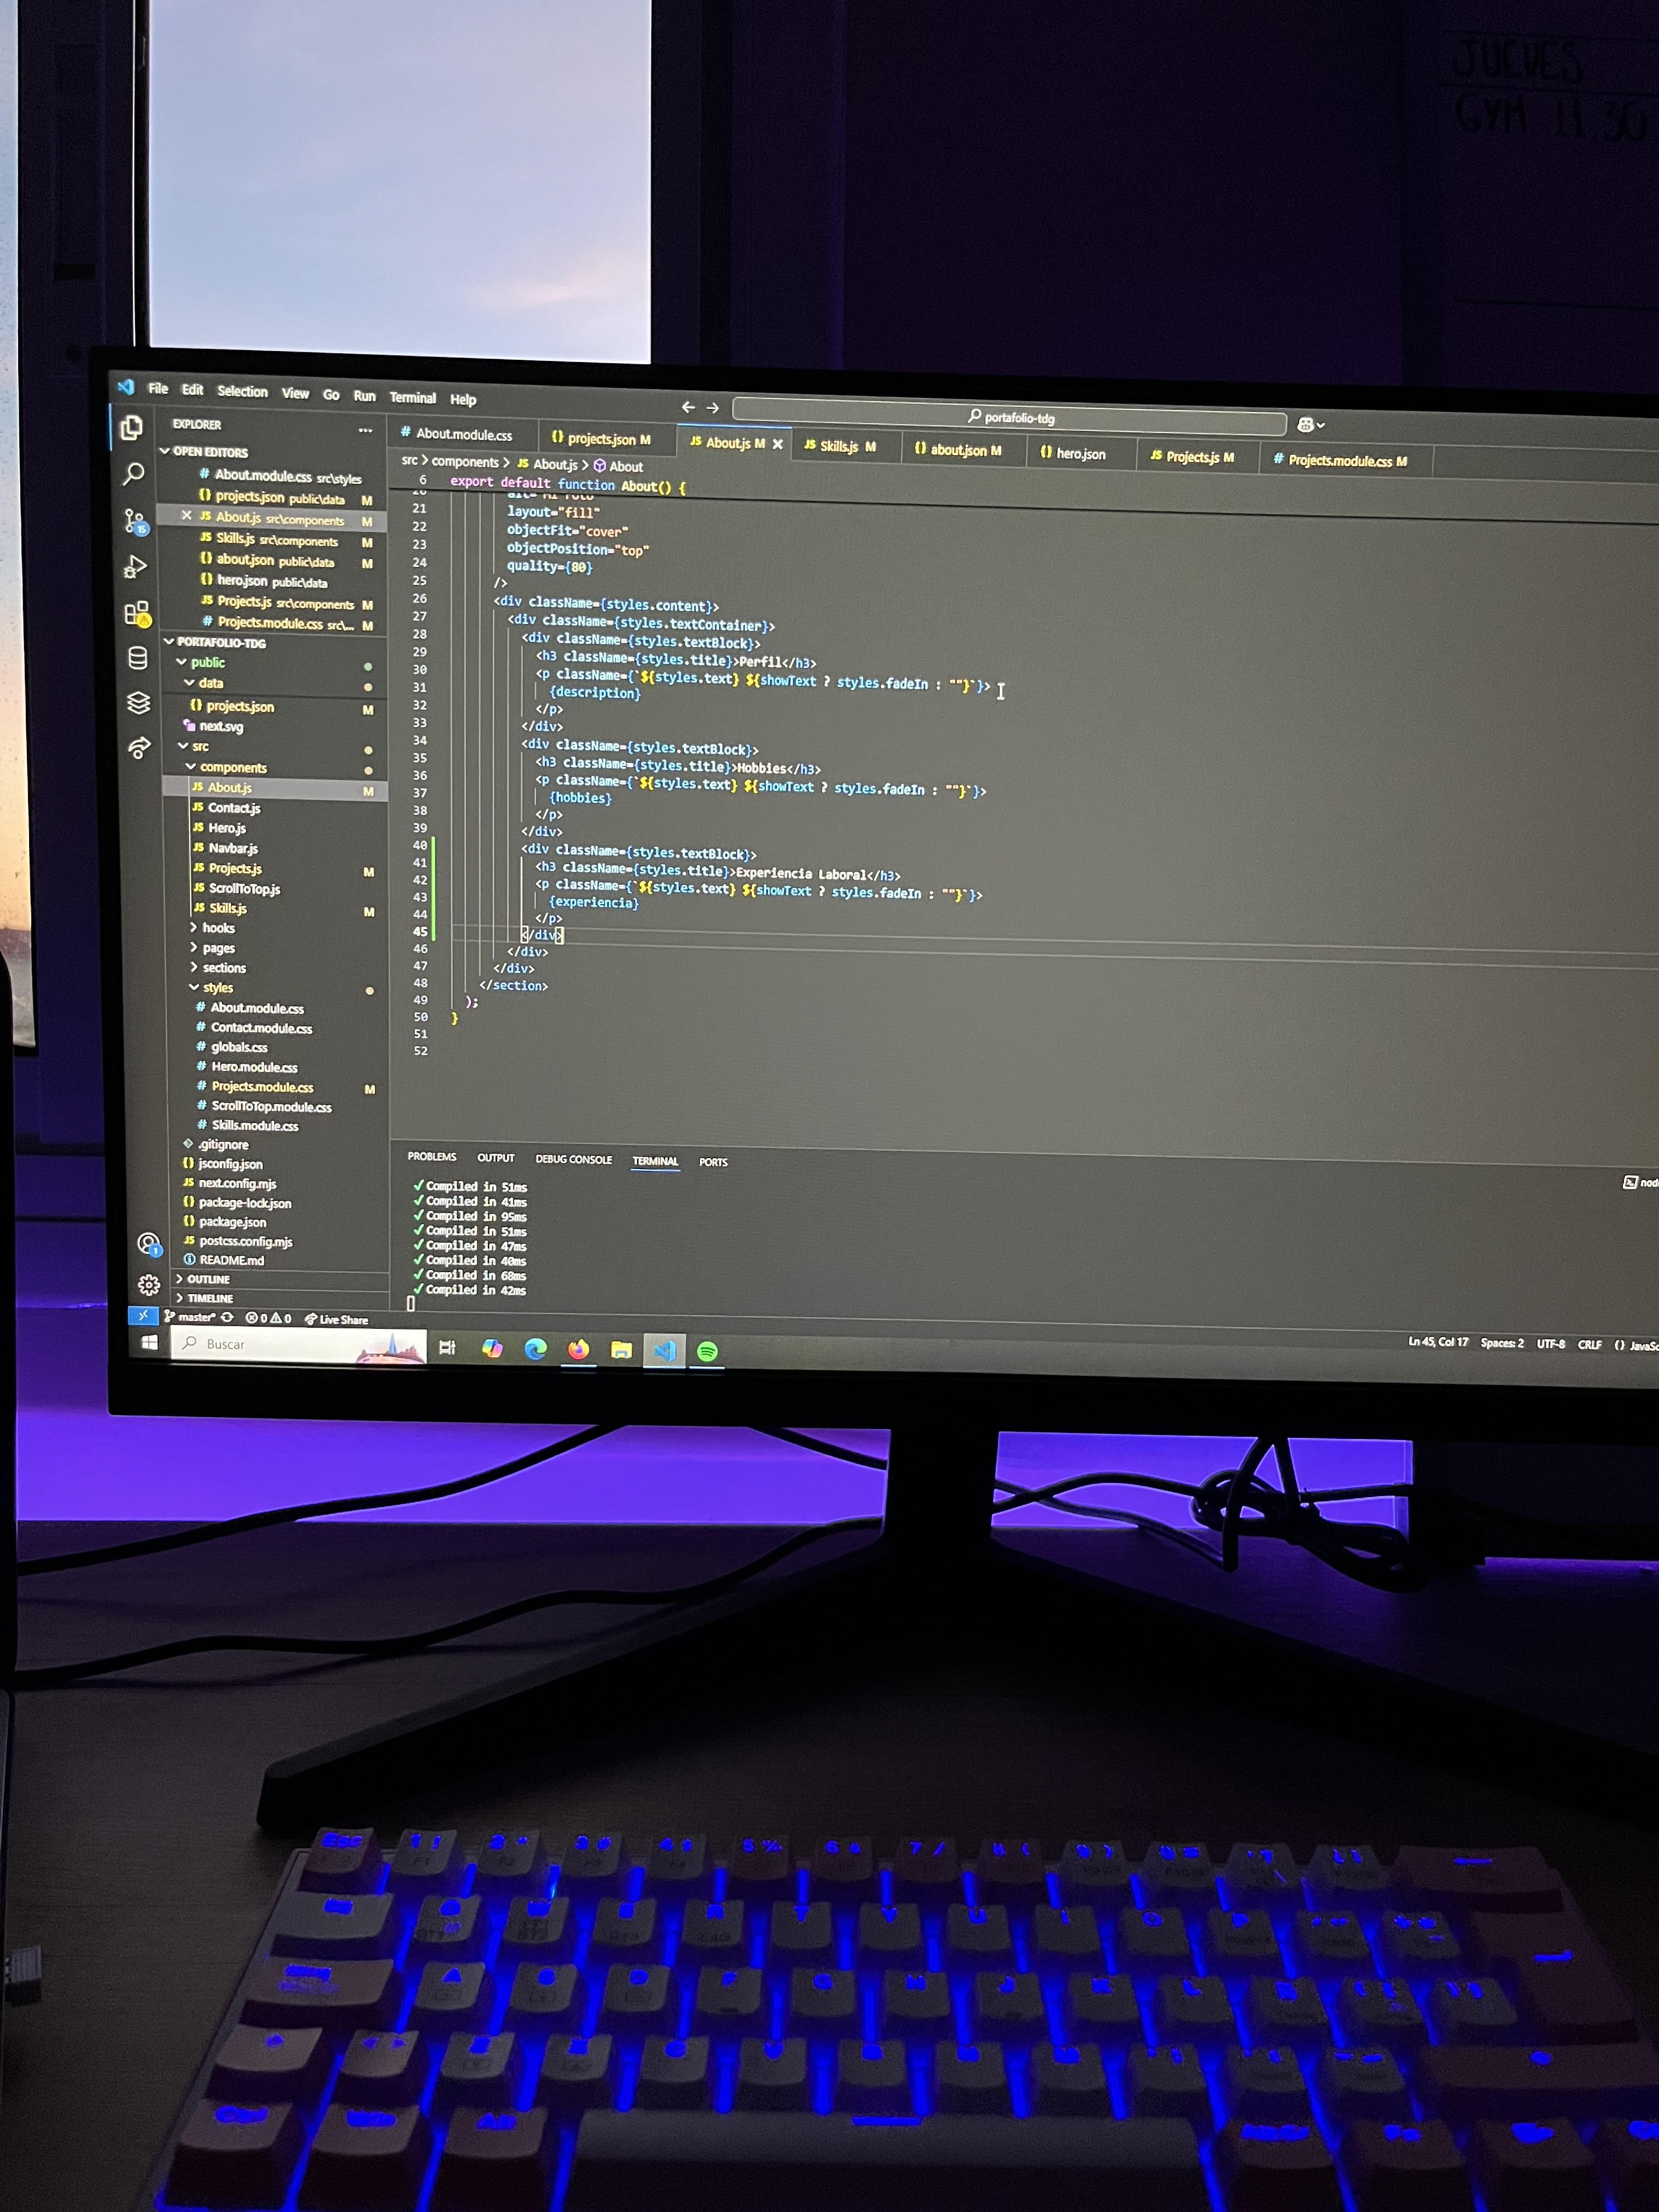 JUEVES
GYM 11:30
File Edit Selection View Go Run Terminal Help
portafolio-tdg
EXPLORER
OPEN EDITORS
About.module.css src\styles
projects.json public\data M
About.js src\components M
Skills.js src\components M
about.json public\data M
hero.json public\data
Projects.js src\components M
Projects.module.css src\... M
PORTAFOLIO-TDG
public
data
projects.json M
next.svg
src
components
About.js M
Contact.js
Hero.js
Navbar.js
Projects.js M
ScrollToTop.js
Skills.js M
hooks
pages
sections
styles
About.module.css
Contact.module.css
globals.css
Hero.module.css
Projects.module.css M
ScrollToTop.module.css
Skills.module.css
.gitignore
jsconfig.json
next.config.mjs
package-lock.json
package.json
postcss.config.mjs
README.md
OUTLINE
TIMELINE
About.module.css projects.json M About.js M Skills.js M about.json M hero.json Projects.js M Projects.module.css M
src > components > JS About.js > About
6 export default function About() {
21 layout="fill"
22 objectFit="cover"
23 objectPosition="top"
24 quality={80}
25 />
26 <div className={styles.content}>
27 <div className={styles.textContainer}>
28 <div className={styles.textBlock}>
29 <h3 className={styles.title}>Perfil</h3>
30 <p className={`${styles.text} ${showText ? styles.fadeIn : ""}`}>
31 {description}
32 </p>
33 </div>
34 <div className={styles.textBlock}>
35 <h3 className={styles.title}>Hobbies</h3>
36 <p className={`${styles.text} ${showText ? styles.fadeIn : ""}`}>
37 {hobbies}
38 </p>
39 </div>
40 <div className={styles.textBlock}>
41 <h3 className={styles.title}>Experiencia Laboral</h3>
42 <p className={`${styles.text} ${showText ? styles.fadeIn : ""}`}>
43 {experiencia}
44 </p>
45 </div>
46 </div>
47 </div>
48 </section>
49 );
50 }
51
52
PROBLEMS OUTPUT DEBUG CONSOLE TERMINAL PORTS
✓ Compiled in 51ms
✓ Compiled in 41ms
✓ Compiled in 95ms
✓ Compiled in 51ms
✓ Compiled in 47ms
✓ Compiled in 40ms
✓ Compiled in 68ms
✓ Compiled in 42ms
master* 0 0 Live Share
Ln 45, Col 17 Spaces: 2 UTF-8 CRLF {}
Buscar
Esc